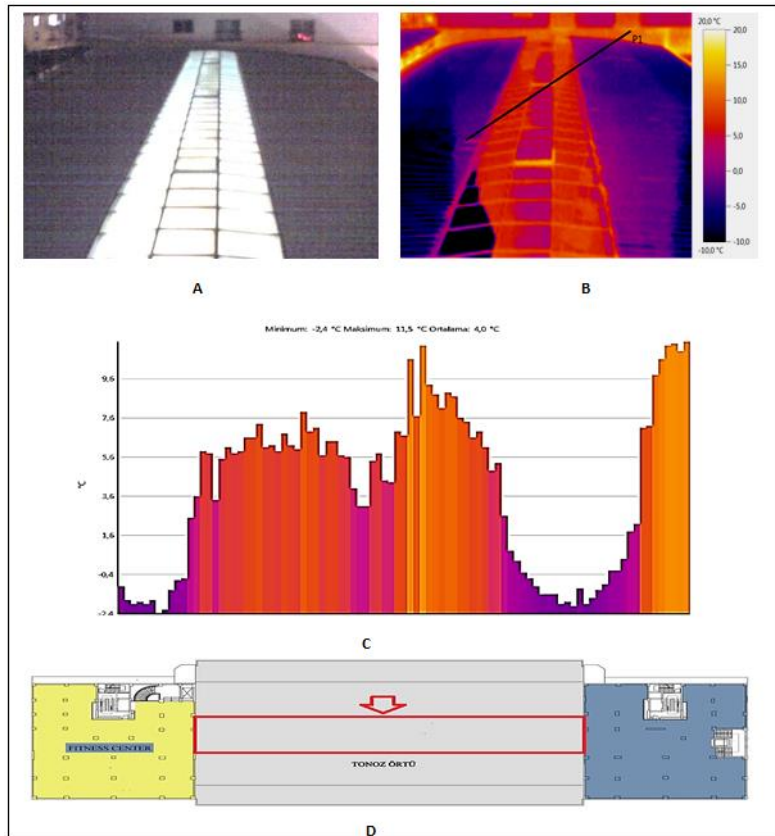 20,0 °C
20,0
P1
15,0
10,0
5,0
0,0
-5,0
-10,0
-10,0 °C
°C
A
B
Minimum: -2,4 °C Maksimum: 11,5 °C Ortalama: 4,0 °C
9,6
7,6
5,6
3,6
1,6
-0,4
-2,4
°C
C
FITNESS CENTER
TONOZ ÖRTÜ
D